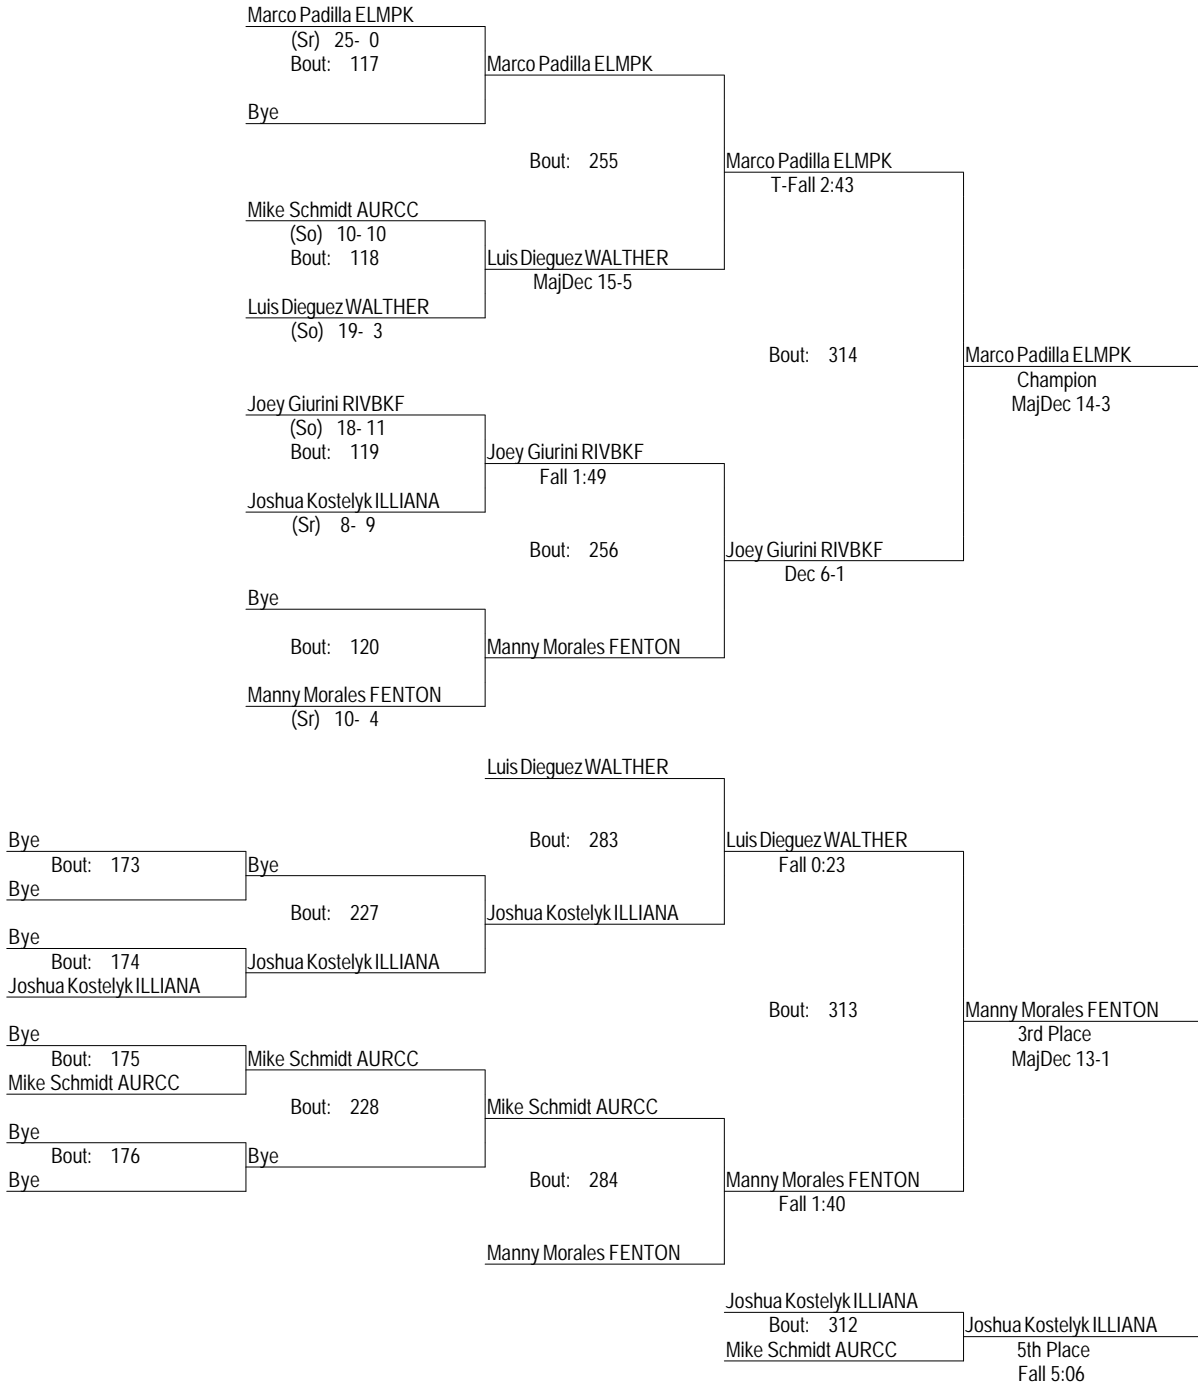 Marco Padilla ELMPK
(Sr) 25- 0
Bout: 117
Marco Padilla ELMPK
Bye
Bout: 255
Marco Padilla ELMPK
T-Fall 2:43
Mike Schmidt AURCC
(So) 10- 10
Bout: 118
Luis Dieguez WALTHER
MajDec 15-5
Luis Dieguez WALTHER
(So) 19- 3
Bout: 314
Marco Padilla ELMPK
Champion
MajDec 14-3
Joey Giurini RIVBKF
(So) 18- 11
Bout: 119
Joey Giurini RIVBKF
Fall 1:49
Joshua Kostelyk ILLIANA
(Sr) 8- 9
Bout: 256
Joey Giurini RIVBKF
Dec 6-1
Bye
Bout: 120
Manny Morales FENTON
Manny Morales FENTON
(Sr) 10- 4
Luis Dieguez WALTHER
Bye
Bout: 173
Bye
Bye
Bout: 283
Luis Dieguez WALTHER
Fall 0:23
Bout: 227
Joshua Kostelyk ILLIANA
Bye
Bout: 174
Joshua Kostelyk ILLIANA
Joshua Kostelyk ILLIANA
Bout: 313
Manny Morales FENTON
3rd Place
MajDec 13-1
Bye
Bout: 175
Mike Schmidt AURCC
Mike Schmidt AURCC
Bout: 228
Mike Schmidt AURCC
Bye
Bout: 176
Bye
Bye
Bout: 284
Manny Morales FENTON
Fall 1:40
Manny Morales FENTON
Joshua Kostelyk ILLIANA
Bout: 312
Mike Schmidt AURCC
Joshua Kostelyk ILLIANA
5th Place
Fall 5:06